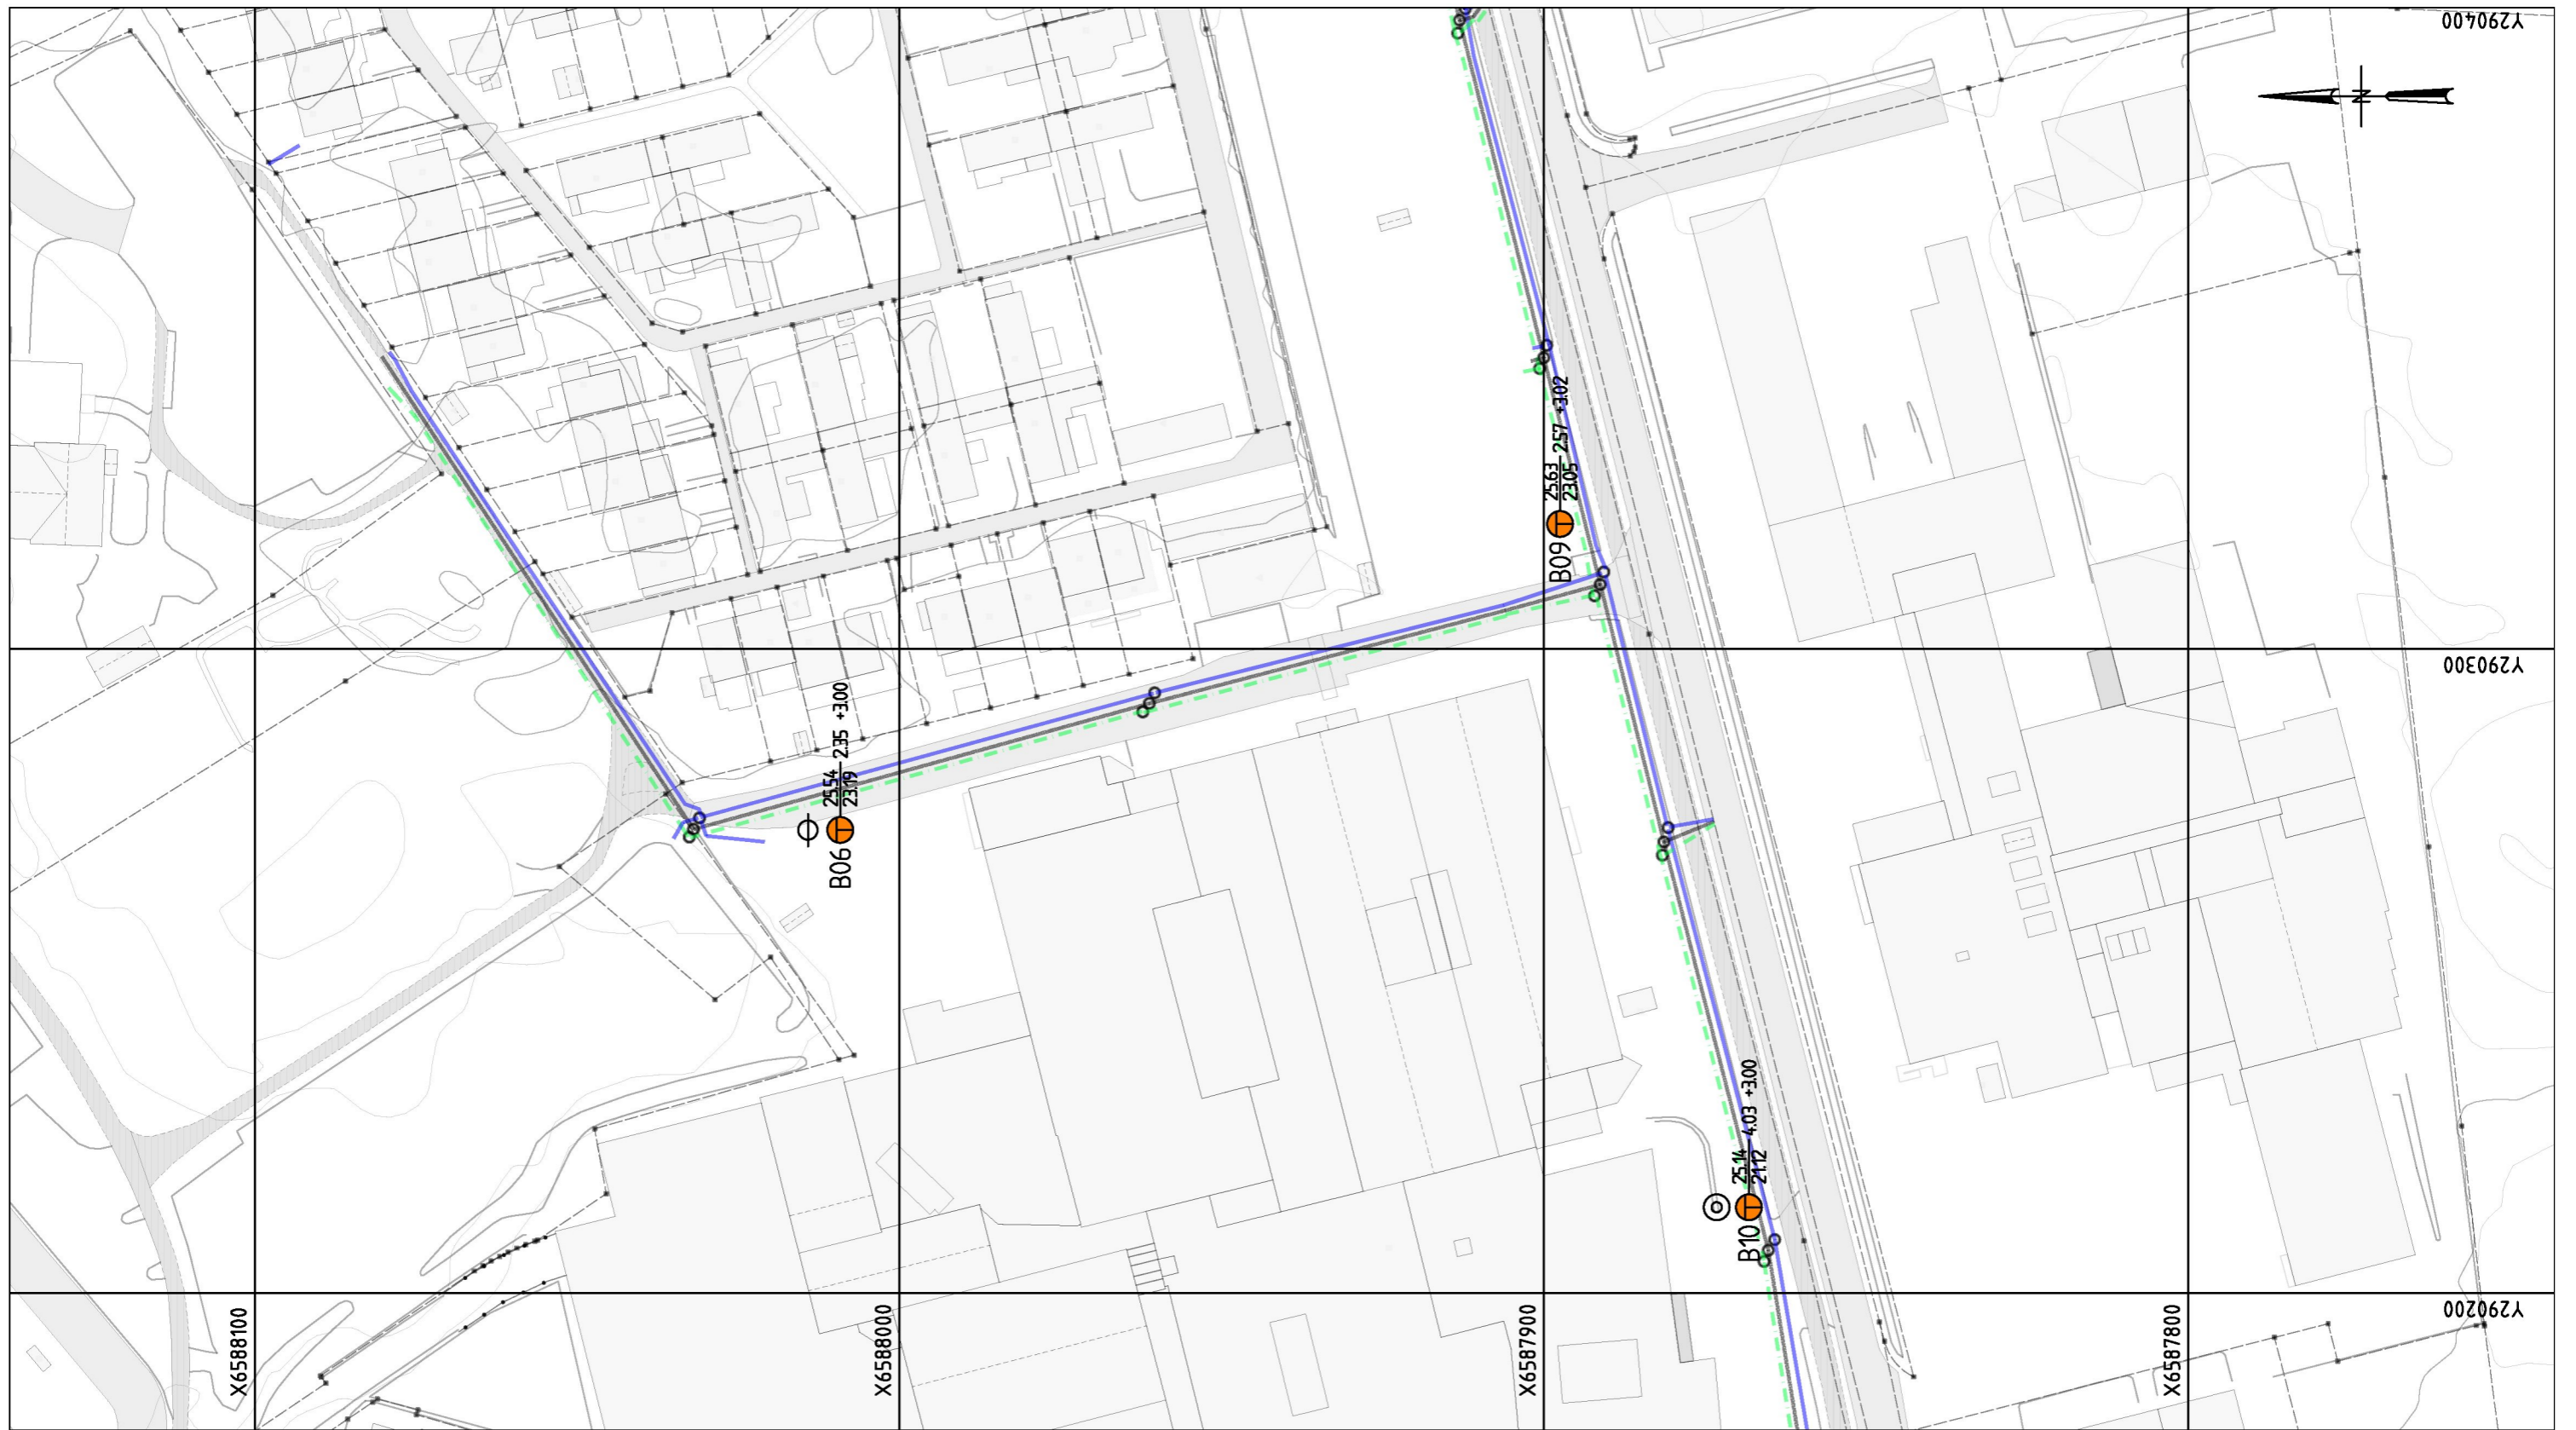 Y290400
N
B09
25.63
23.05
2.57 +3.02
Y290300
B06
25.54
23.19
2.35 +3.00
B10
25.14
21.12
4.03 +3.00
Y290200
X6588100
X6588000
X6587900
X6587800